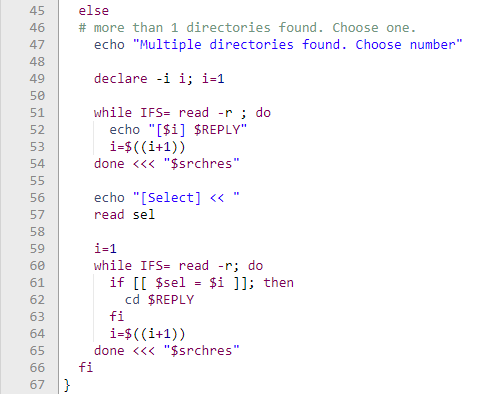 45 else
46 # more than 1 directories found. Choose one.
47 echo "Multiple directories found. Choose number"
48
49 declare -i i; i=1
50
51 while IFS= read -r ; do
52 echo "[$i] $REPLY"
53 i=$((i+1))
54 done <<< "$srchres"
55
56 echo "[Select] << "
57 read sel
58
59 i=1
60 while IFS= read -r; do
61 if [[ $sel = $i ]]; then
62 cd $REPLY
63 fi
64 i=$((i+1))
65 done <<< "$srchres"
66 fi
67 }